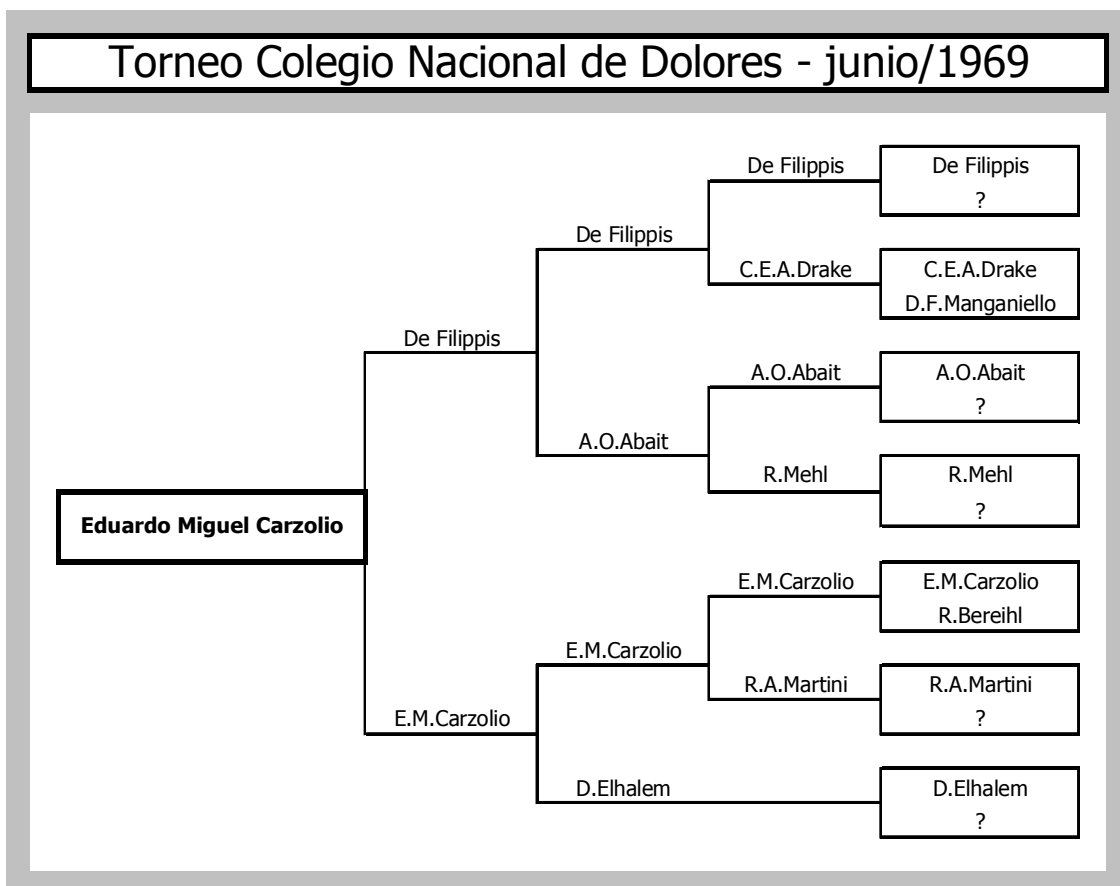 Torneo Colegio Nacional de Dolores - junio/1969
De Filippis
De Filippis
?
De Filippis
C.E.A.Drake
C.E.A.Drake
D.F.Manganiello
De Filippis
A.O.Abait
A.O.Abait
?
A.O.Abait
R.Mehl
R.Mehl
?
Eduardo Miguel Carzolio
E.M.Carzolio
E.M.Carzolio
R.Bereihl
E.M.Carzolio
R.A.Martini
R.A.Martini
?
E.M.Carzolio
D.Elhalem
D.Elhalem
?